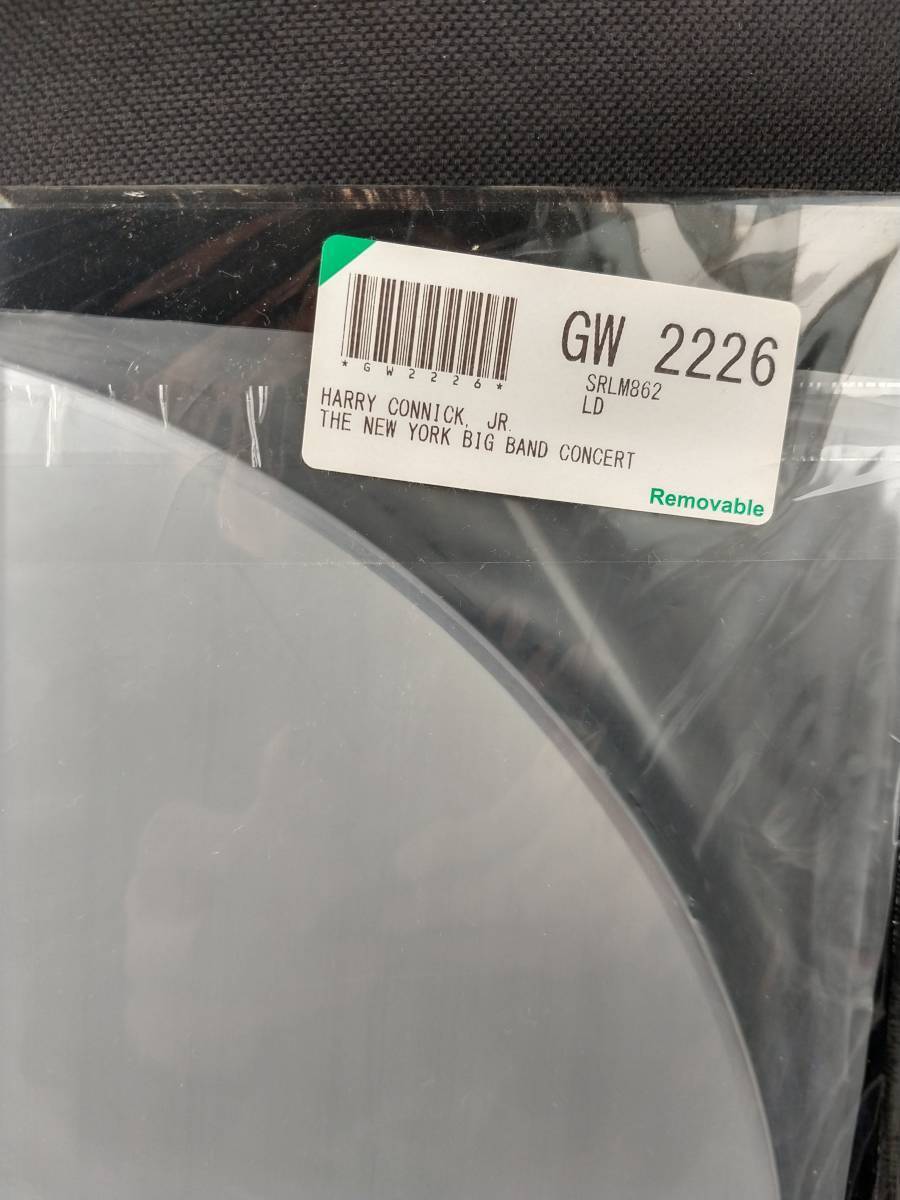 GW 2226
*GW2226*
SRLM862
LD
HARRY CONNICK, JR.
THE NEW YORK BIG BAND CONCERT
Removable